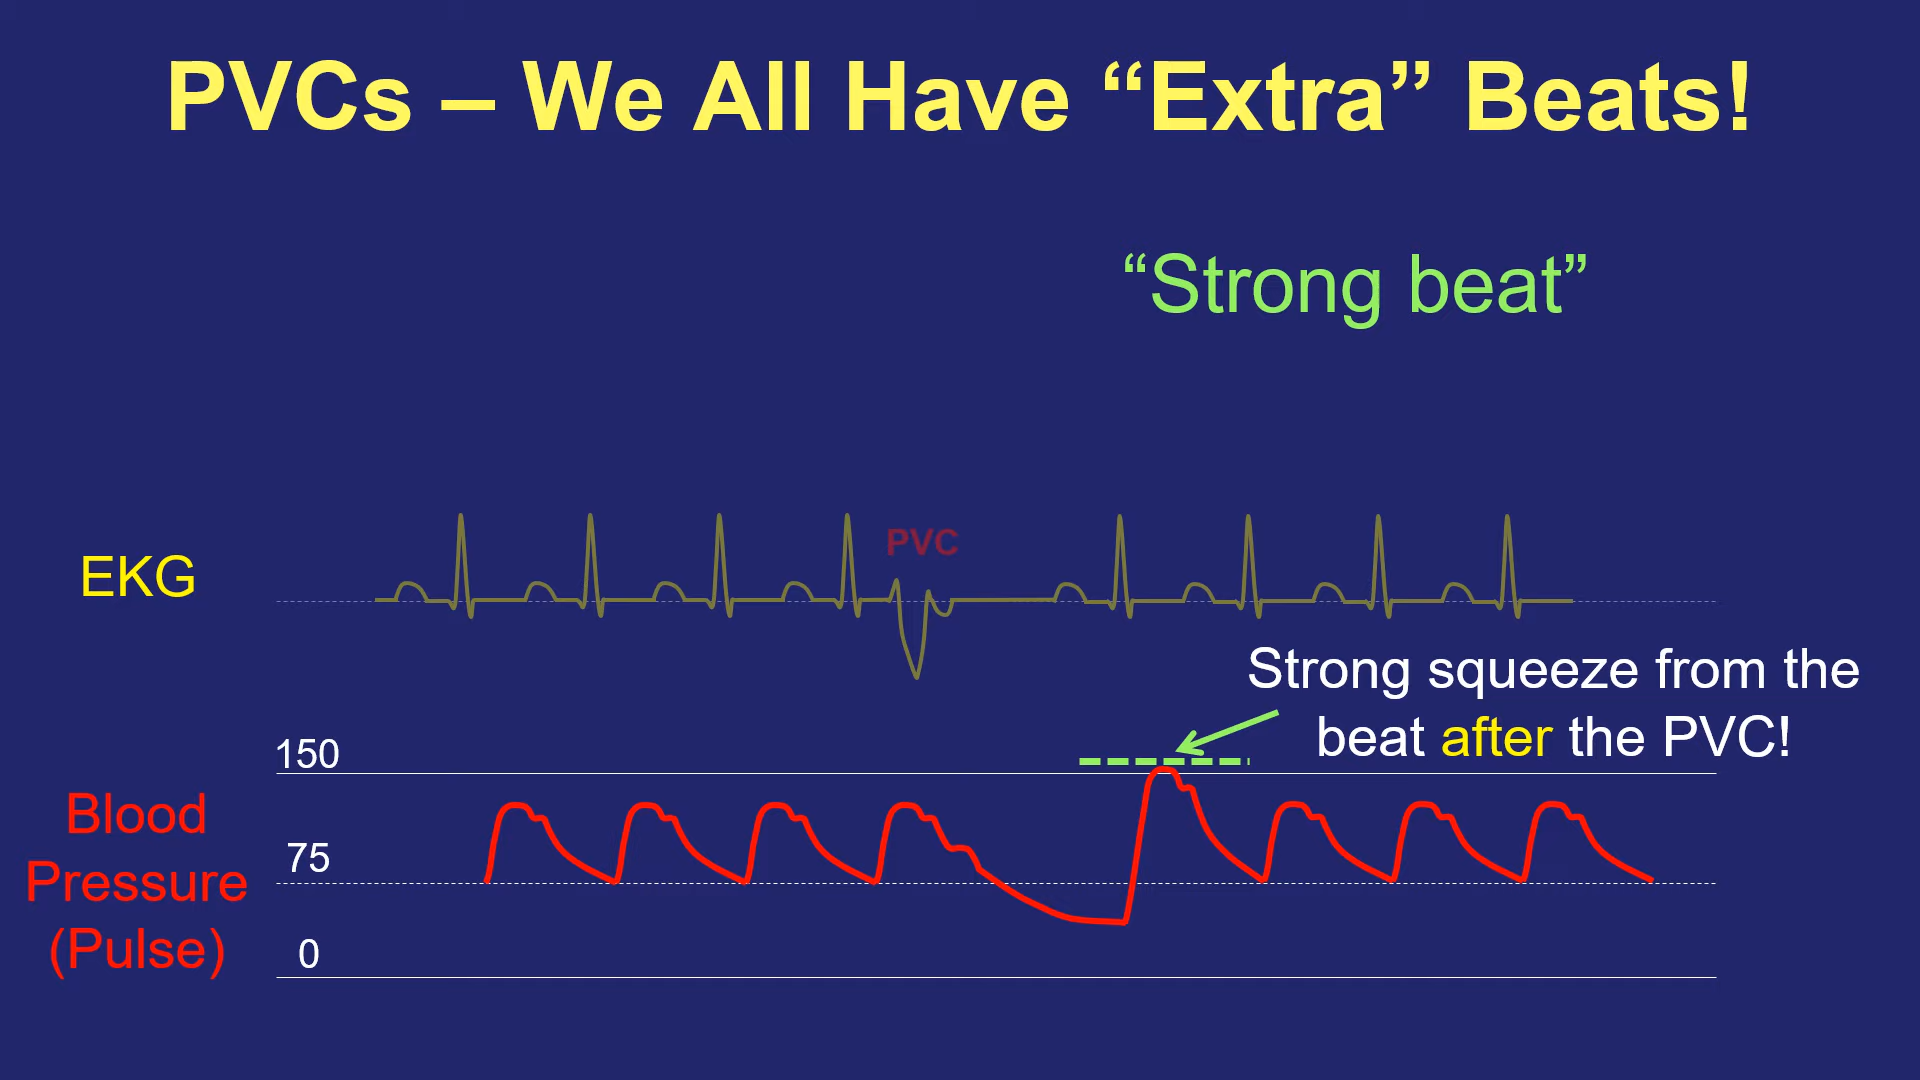 PVCs – We All Have “Extra” Beats!
“Strong beat”
PVC
EKG
Strong squeeze from the
beat after the PVC!
150
Blood
Pressure
(Pulse)
75
0